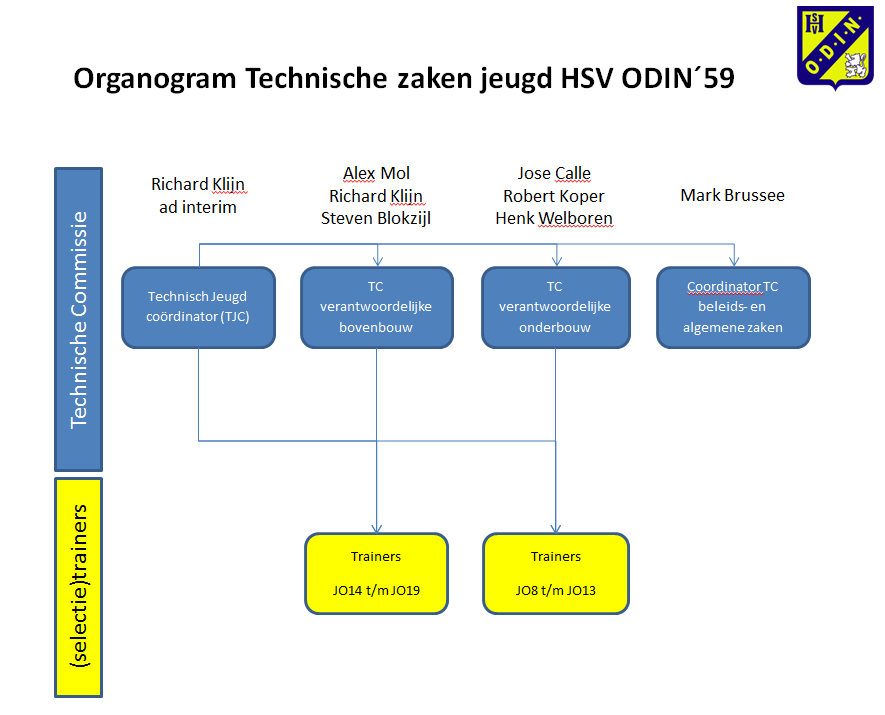 HSV
O.D.I.N.
Organogram Technische zaken jeugd HSV ODIN´59
Technische Commissie
Richard Klijn
ad interim
Alex Mol
Richard Klijn
Steven Blokzijl
Jose Calle
Robert Koper
Henk Welboren
Mark Brussee
Technisch Jeugd
coördinator (TJC)
TC
verantwoordelijke
bovenbouw
TC
verantwoordelijke
onderbouw
Coordinator TC
beleids- en
algemene zaken
(selectie)trainers
Trainers
JO14 t/m JO19
Trainers
JO8 t/m JO13